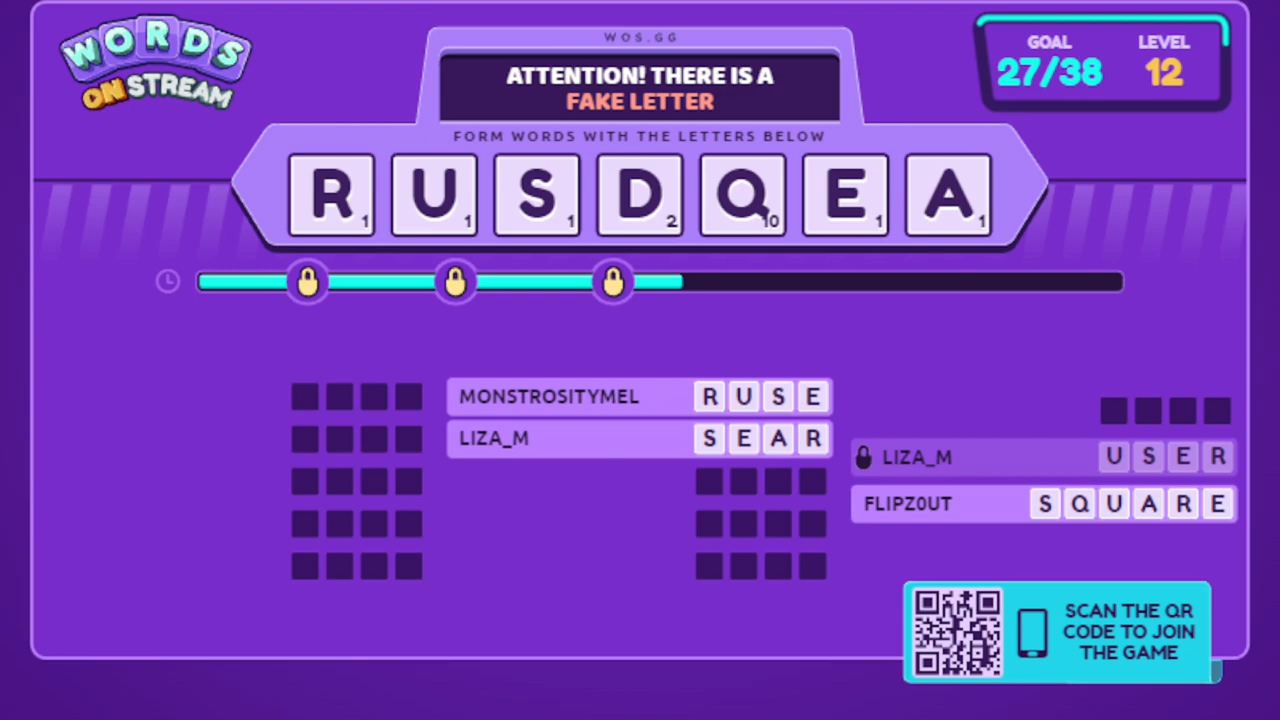 WORDS
ON STREAM
WOS.GG
ATTENTION! THERE IS A
FAKE LETTER
FORM WORDS WITH THE LETTERS BELOW
GOAL
27/38
LEVEL
12
R 1 U 1 S 1 D 2 Q 10 E 1 A 1
MONSTROSITYMEL RUSE
LIZA_M SEAR
LIZA_M USER
FLIPZ0UT SQUARE
SCAN THE QR
CODE TO JOIN
THE GAME